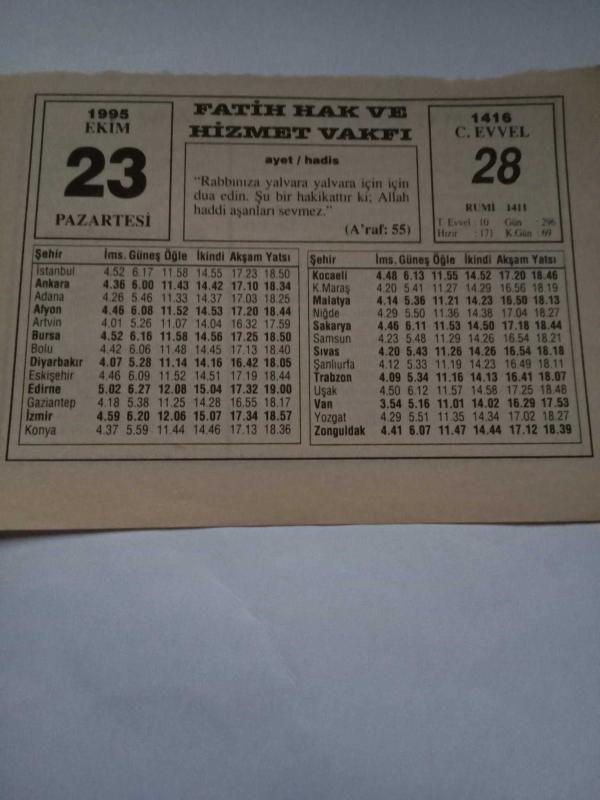 1995
EKİM
23
PAZARTESİ
FATİH HAK VE
HİZMET VAKFI
ayet / hadis
“Rabbınıza yalvara yalvara için için
dua edin. Şu bir hakikattır ki; Allah
haddi aşanları sevmez.”
(A'raf: 55)
1416
C. EVVEL
28
RUMİ 1411
T. Evvel : 10 Gün : 296
Hızır : 171 K.Gün : 69
Şehir İms. Güneş Öğle İkindi Akşam Yatsı
İstanbul 4.52 6.17 11.58 14.55 17.23 18.50
Ankara 4.36 6.00 11.43 14.42 17.10 18.34
Adana 4.26 5.46 11.33 14.37 17.03 18.25
Afyon 4.46 6.08 11.52 14.53 17.20 18.44
Artvin 4.01 5.26 11.07 14.04 16.32 17.59
Bursa 4.52 6.16 11.58 14.56 17.25 18.50
Bolu 4.42 6.06 11.48 14.45 17.13 18.40
Diyarbakır 4.07 5.28 11.14 14.16 16.42 18.05
Eskişehir 4.46 6.09 11.52 14.51 17.19 18.44
Edirne 5.02 6.27 12.08 15.04 17.32 19.00
Gaziantep 4.18 5.38 11.25 14.28 16.55 18.17
İzmir 4.59 6.20 12.06 15.07 17.34 18.57
Konya 4.37 5.59 11.44 14.46 17.13 18.36
Şehir İms. Güneş Öğle İkindi Akşam Yatsı
Kocaeli 4.48 6.13 11.55 14.52 17.20 18.46
K.Maraş 4.20 5.41 11.27 14.29 16.56 18.19
Malatya 4.14 5.36 11.21 14.23 16.50 18.13
Niğde 4.29 5.50 11.36 14.38 17.04 18.27
Sakarya 4.46 6.11 11.53 14.50 17.18 18.44
Samsun 4.23 5.48 11.29 14.26 16.54 18.21
Sıvas 4.20 5.43 11.26 14.26 16.54 18.18
Şanlıurfa 4.12 5.33 11.19 14.23 16.49 18.11
Trabzon 4.09 5.34 11.16 14.13 16.41 18.07
Uşak 4.50 6.12 11.57 14.58 17.25 18.48
Van 3.54 5.16 11.01 14.02 16.29 17.53
Yozgat 4.29 5.51 11.35 14.34 17.02 18.27
Zonguldak 4.41 6.07 11.47 14.44 17.12 18.39